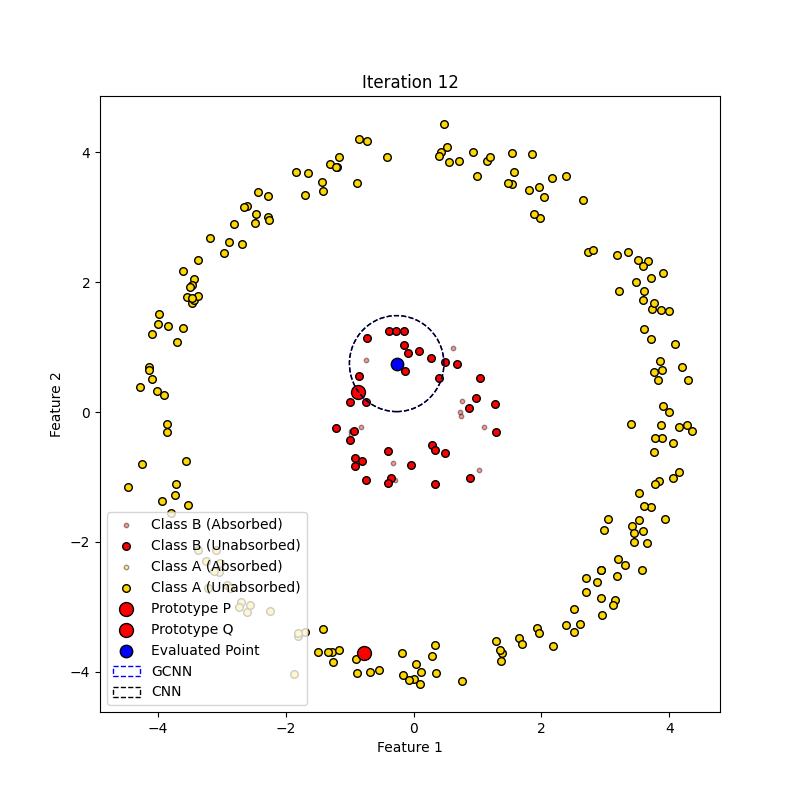 Iteration 12
4
2
0
−2
−4
Feature 2
Class B (Absorbed)
Class B (Unabsorbed)
Class A (Absorbed)
Class A (Unabsorbed)
Prototype P
Prototype Q
Evaluated Point
GCNN
CNN
−4 −2 0 2 4
Feature 1